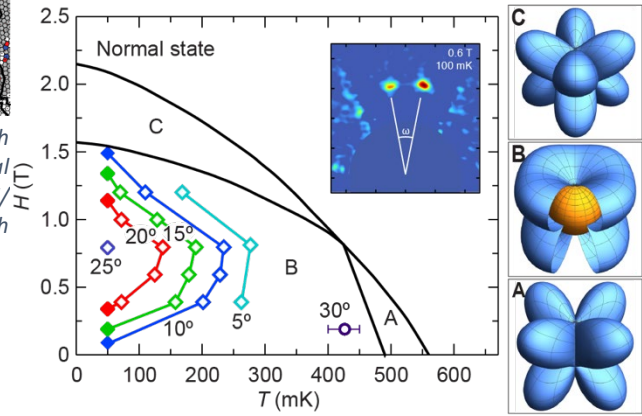 h
al
/
h
2.5
2.0
1.5
1.0
0.5
0
H (T)
Normal state
C
B
A
20º
15º
25º
10º
5º
30º
0.6 T
100 mK
ω
0 100 200 300 400 500 600
T (mK)
C
B
A